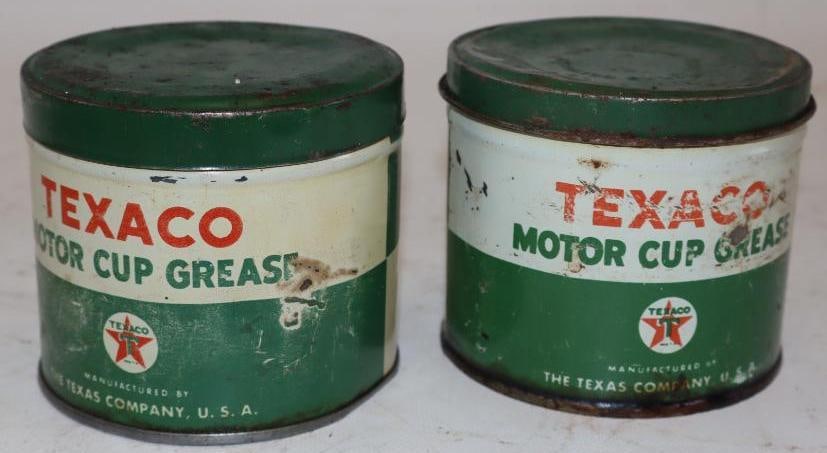 TEXACO
MOTOR CUP GREASE
TEXACO
T
MANUFACTURED BY
THE TEXAS COMPANY, U. S. A.
TEXACO
MOTOR CUP GREASE
TEXACO
T
MANUFACTURED BY
THE TEXAS COMPANY, U. S. A.